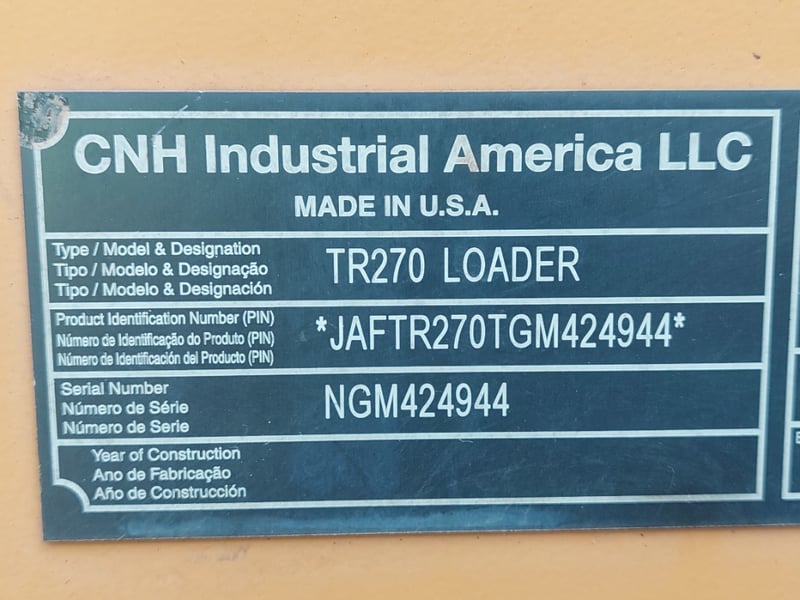 CNH Industrial America LLC
MADE IN U.S.A.
Type / Model & Designation
Tipo / Modelo & Designação
Tipo / Modelo & Designación
TR270 LOADER
Product Identification Number (PIN)
Número de Identificação do Produto (PIN)
Número de Identificación del Producto (PIN)
*JAFTR270TGM424944*
Serial Number
Número de Série
Número de Serie
NGM424944
Year of Construction
Ano de Fabricação
Año de Construcción